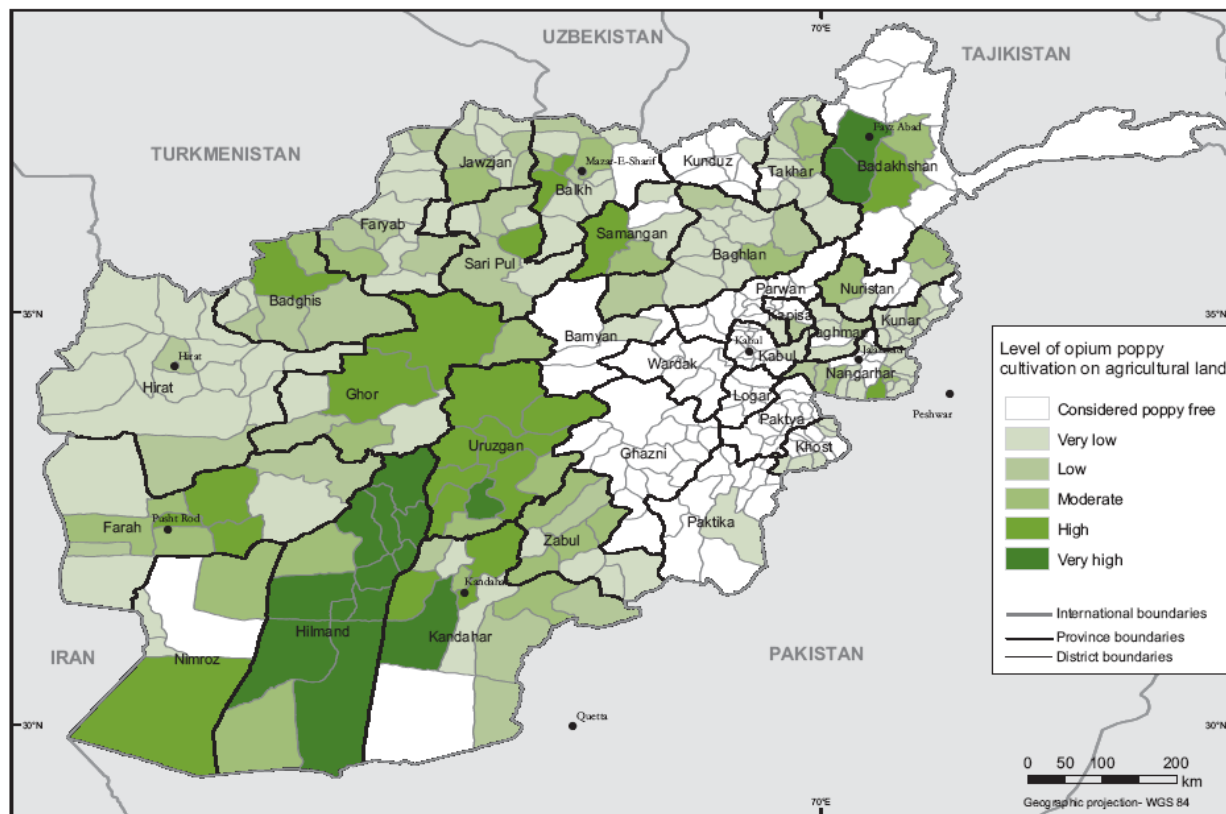 70°E
UZBEKISTAN
TAJIKISTAN
TURKMENISTAN
Fayz Abad
Jawzjan
Mazar-E-Sharif
Kunduz
Takhar
Badakhshan
Balkh
Faryab
Samangan
Sari Pul
Baghlan
Badghis
Parwan
Nuristan
35°N
Kapisa
Kunar
35°N
Bamyan
Laghman
Kabul
Hirat
Wardak
Kabul
Jalalabad
Hirat
Nangarhar
Ghor
Logar
Peshwar
Paktya
Uruzgan
Khost
Ghazni
Farah
Pusht Rod
Paktika
Zabul
Kandahar
Hilmand
Kandahar
IRAN
Nimroz
PAKISTAN
Quetta
30°N
30°N
70°E
Level of opium poppy
cultivation on agricultural land
Considered poppy free
Very low
Low
Moderate
High
Very high
International boundaries
Province boundaries
District boundaries
0 50 100 200
km
Geographic projection- WGS 84